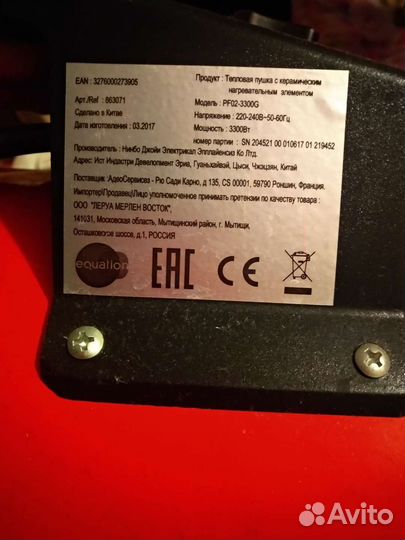 EAN : 3276000273905
Продукт : Тепловая пушка с керамическим
нагревательным элементом
Арт./Ref : 863071
Модель : PF02-3300G
Сделано в Китае
Напряжение : 220-240В~50-60Гц
Дата изготовления : 03.2017
Мощность : 3300Вт
номер партии : SN 204521 00 010617 01 219452
Производитель : Нинбо Джойи Электрикал Эпплайенсиз Ко Лтд.
Адрес: Ист Индастри Девелопмент Эриа, Гуаньхайвэй, Цыси, Чжэцзян, Китай
Поставщик : АдеоСервисез - Рю Сади Карно, д 135, CS 00001, 59790 Роншин, Франция.
Импортер/Продавец/Лицо уполномоченное принимать претензии по качеству товара :
ООО "ЛЕРУА МЕРЛЕН ВОСТОК",
141031, Московская область, Мытищинский район, г. Мытищи,
Осташковское шоссе, д.1, РОССИЯ
equation
EAC CE
Avito